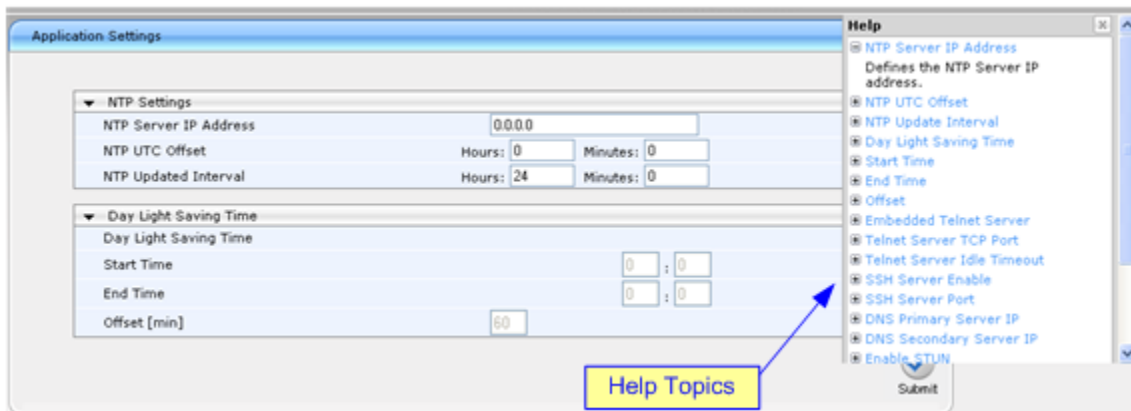 Application Settings
NTP Settings
NTP Server IP Address 0.0.0.0
NTP UTC Offset Hours: 0 Minutes: 0
NTP Updated Interval Hours: 24 Minutes: 0
Day Light Saving Time
Day Light Saving Time
Start Time 0 : 0
End Time 0 : 0
Offset [min] 60
Help
NTP Server IP Address
Defines the NTP Server IP
address.
NTP UTC Offset
NTP Update Interval
Day Light Saving Time
Start Time
End Time
Offset
Embedded Telnet Server
Telnet Server TCP Port
Telnet Server Idle Timeout
SSH Server Enable
SSH Server Port
DNS Primary Server IP
DNS Secondary Server IP
Enable STUN
Submit
Help Topics